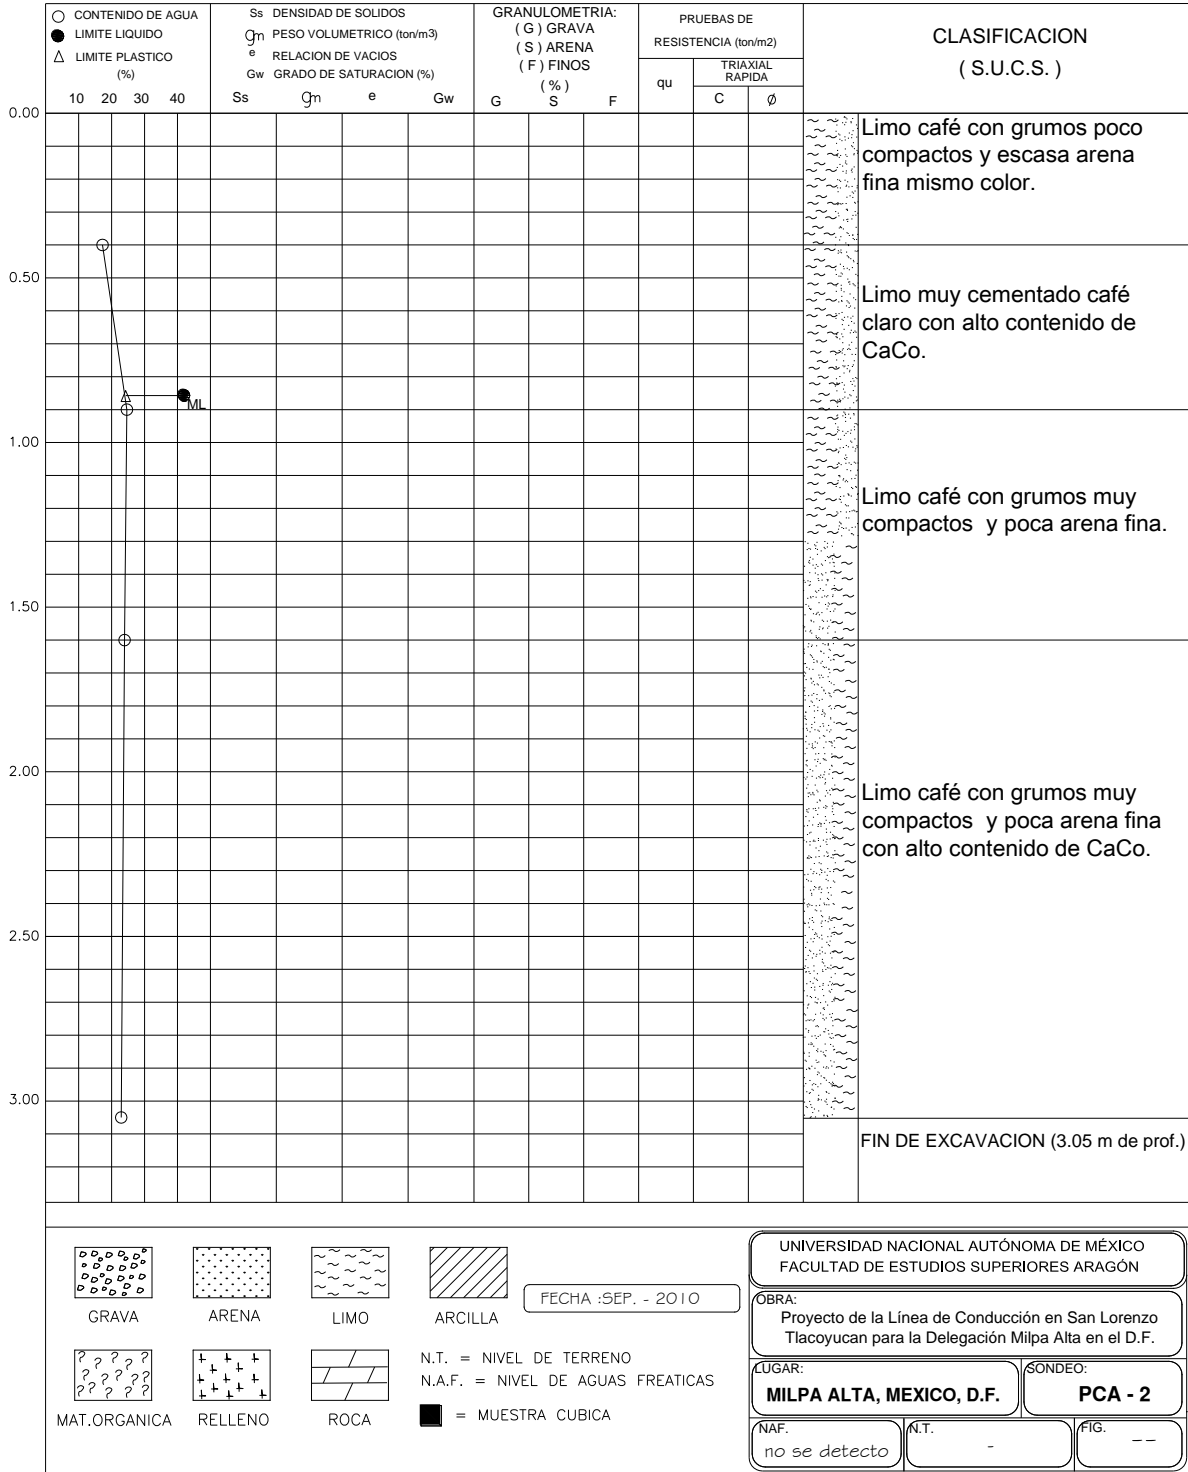 CONTENIDO DE AGUA
LIMITE LIQUIDO
LIMITE PLASTICO
(%)
10 20 30 40
Ss DENSIDAD DE SOLIDOS
gm PESO VOLUMETRICO (ton/m3)
e RELACION DE VACIOS
Gw GRADO DE SATURACION (%)
Ss gm e Gw
GRANULOMETRIA:
( G ) GRAVA
( S ) ARENA
( F ) FINOS
( % )
G S F
PRUEBAS DE
RESISTENCIA (ton/m2)
qu
TRIAXIAL
RAPIDA
C Ø
CLASIFICACION
( S.U.C.S. )
0.00
Limo café con grumos poco
compactos y escasa arena
fina mismo color.
0.50
Limo muy cementado café
claro con alto contenido de
CaCo.
ML
1.00
Limo café con grumos muy
compactos y poca arena fina.
1.50
2.00
Limo café con grumos muy
compactos y poca arena fina
con alto contenido de CaCo.
2.50
3.00
FIN DE EXCAVACION (3.05 m de prof.)
GRAVA
ARENA
LIMO
ARCILLA
FECHA :SEP. - 2010
MAT.ORGANICA
RELLENO
ROCA
N.T. = NIVEL DE TERRENO
N.A.F. = NIVEL DE AGUAS FREATICAS
= MUESTRA CUBICA
UNIVERSIDAD NACIONAL AUTÓNOMA DE MÉXICO
FACULTAD DE ESTUDIOS SUPERIORES ARAGÓN
OBRA:
Proyecto de la Línea de Conducción en San Lorenzo
Tlacoyucan para la Delegación Milpa Alta en el D.F.
LUGAR:
MILPA ALTA, MEXICO, D.F.
SONDEO:
PCA - 2
NAF.
no se detecto
N.T.
-
FIG.
--